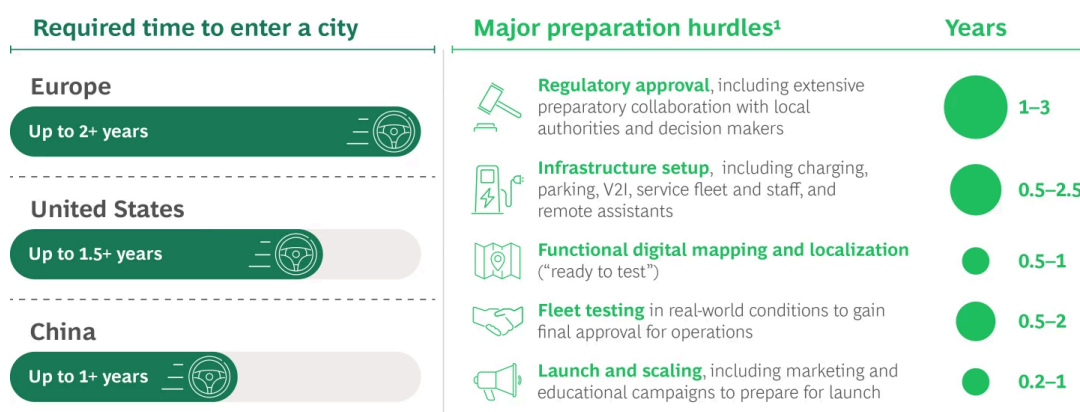 Required time to enter a city
Europe
Up to 2+ years
United States
Up to 1.5+ years
China
Up to 1+ years
Major preparation hurdles¹
Years
Regulatory approval, including extensive
preparatory collaboration with local
authorities and decision makers
1–3
Infrastructure setup, including charging,
parking, V2I, service fleet and staff, and
remote assistants
0.5–2.5
Functional digital mapping and localization
(“ready to test”)
0.5–1
Fleet testing in real-world conditions to gain
final approval for operations
0.5–2
Launch and scaling, including marketing and
educational campaigns to prepare for launch
0.2–1